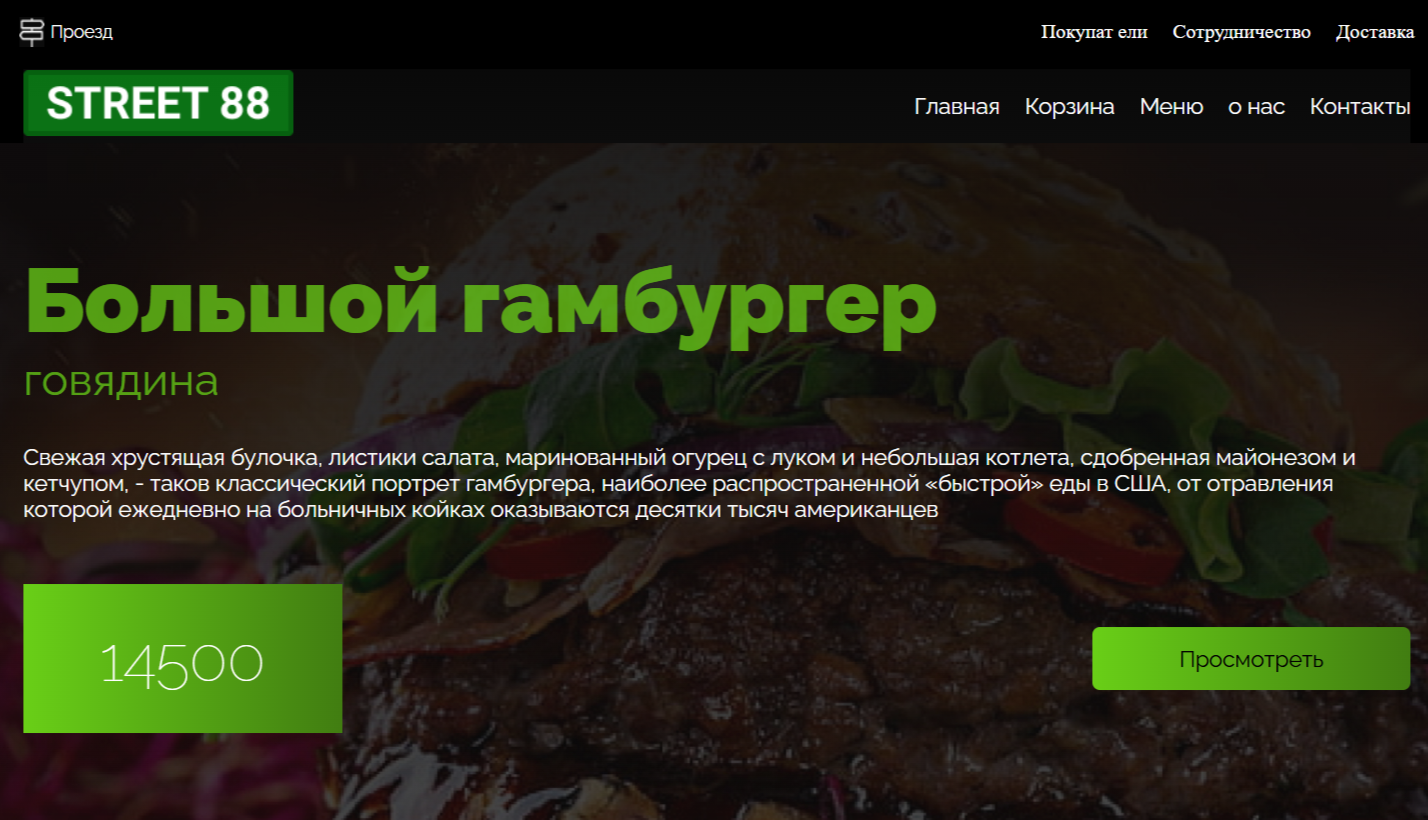 Проезд
Покупат ели Сотрудничество Доставка
STREET 88
Главная Корзина Меню о нас Контакты
Большой гамбургер
говядина
Свежая хрустящая булочка, листики салата, маринованный огурец с луком и небольшая котлета, сдобренная майонезом и
кетчупом, - таков классический портрет гамбургера, наиболее распространенной «быстрой» еды в США, от отравления
которой ежедневно на больничных койках оказываются десятки тысяч американцев
14500
Просмотреть